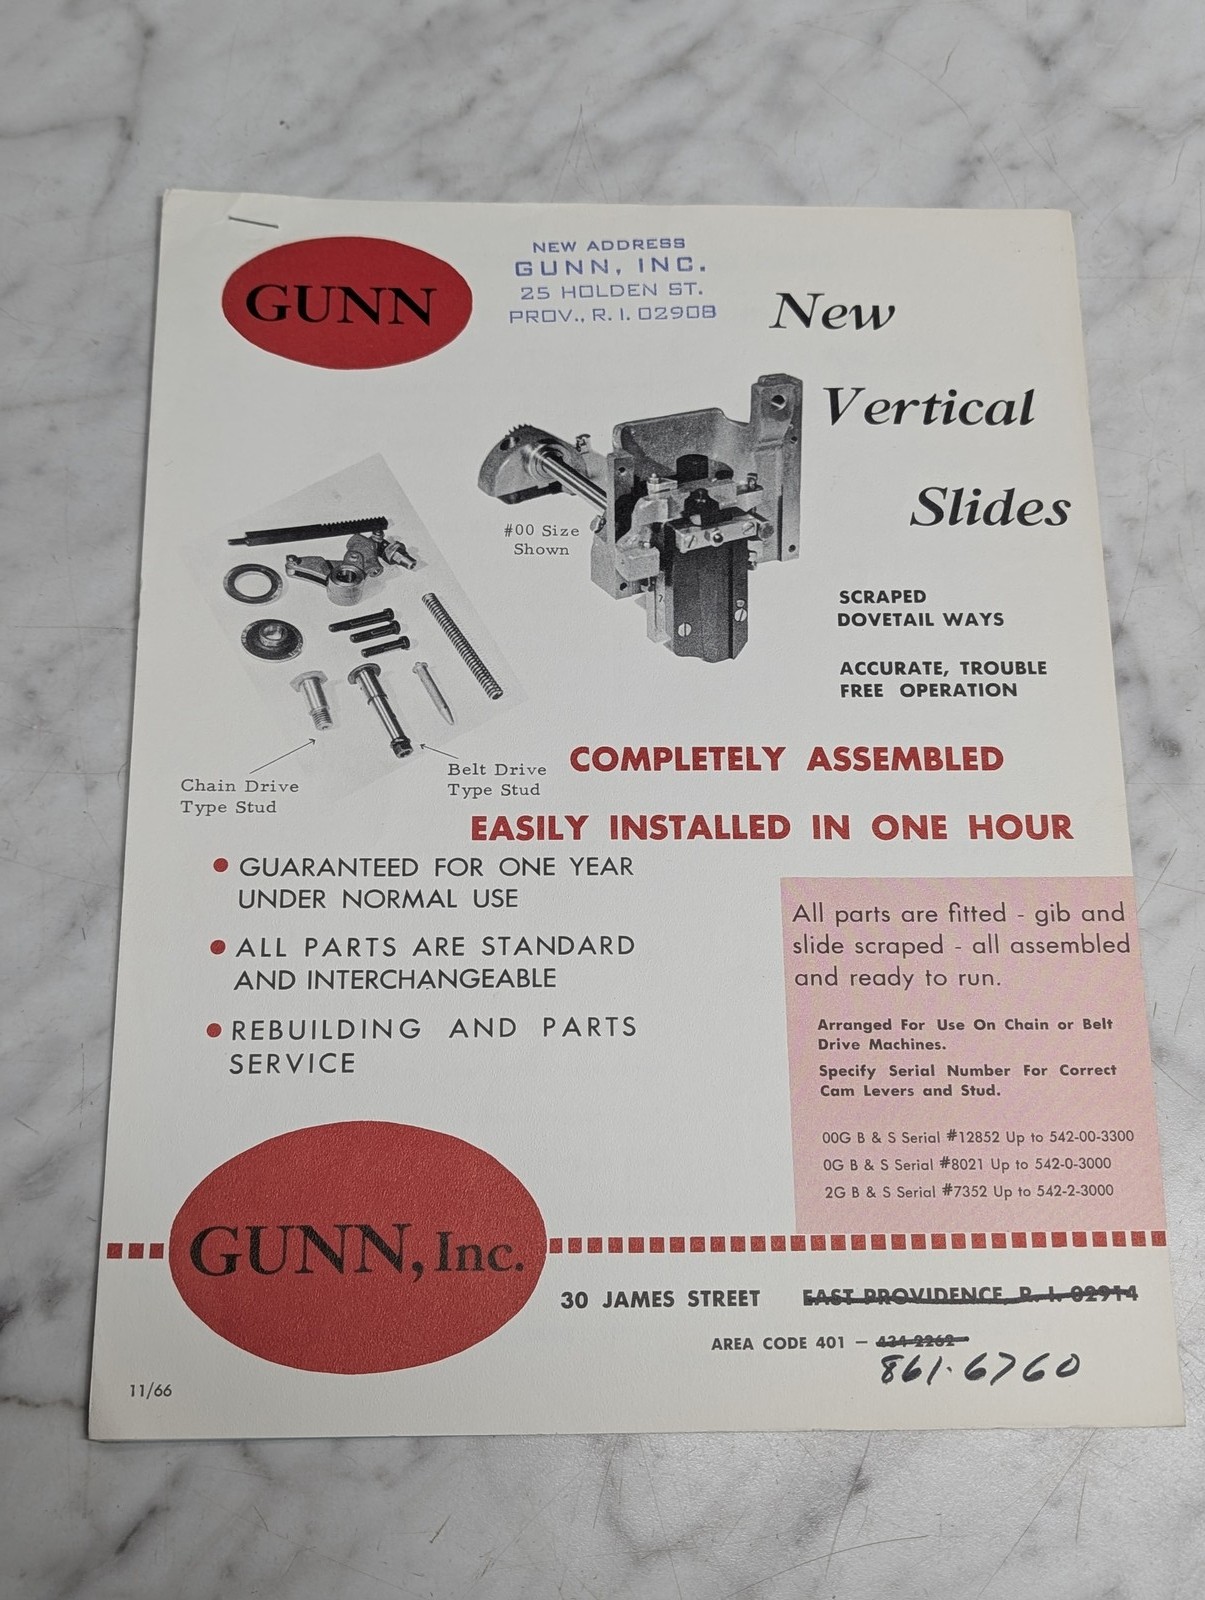 GUNN
NEW ADDRESS
GUNN, INC.
25 HOLDEN ST.
PROV., R. I. 02908
New
Vertical
Slides
#00 Size
Shown
SCRAPED
DOVETAIL WAYS
ACCURATE, TROUBLE
FREE OPERATION
Chain Drive
Type Stud
Belt Drive
Type Stud
COMPLETELY ASSEMBLED
EASILY INSTALLED IN ONE HOUR
• GUARANTEED FOR ONE YEAR
UNDER NORMAL USE
• ALL PARTS ARE STANDARD
AND INTERCHANGEABLE
• REBUILDING AND PARTS
SERVICE
All parts are fitted - gib and
slide scraped - all assembled
and ready to run.
Arranged For Use On Chain or Belt
Drive Machines.
Specify Serial Number For Correct
Cam Levers and Stud.
00G B & S Serial #12852 Up to 542-00-3300
0G B & S Serial #8021 Up to 542-0-3000
2G B & S Serial #7352 Up to 542-2-3000
GUNN, Inc.
30 JAMES STREET EAST PROVIDENCE, R. I. 02914
AREA CODE 401 — 434-2262
861-6760
11/66